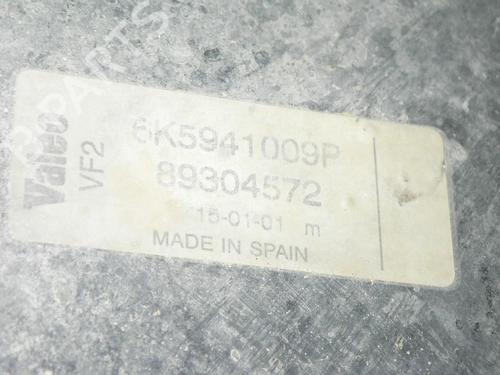 Valeo
VF2
6K5941009P
89304572
15-01-01 m
MADE IN SPAIN